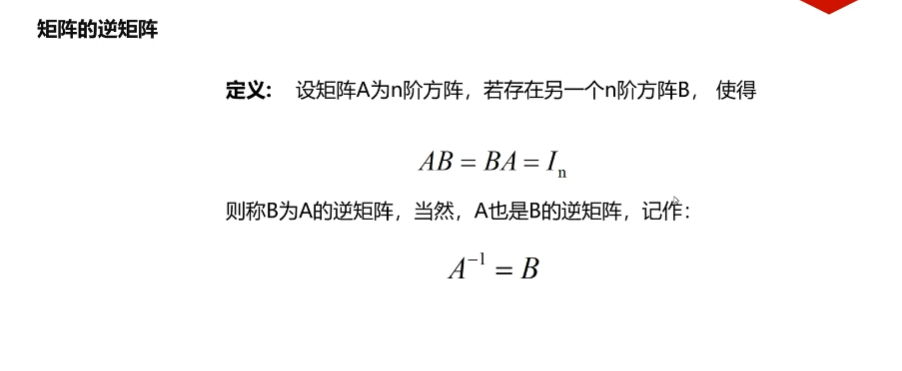 矩阵的逆矩阵
定义： 设矩阵A为n阶方阵，若存在另一个n阶方阵B， 使得
AB = BA = Iₙ
则称B为A的逆矩阵，当然，A也是B的逆矩阵，记作：
A⁻¹ = B